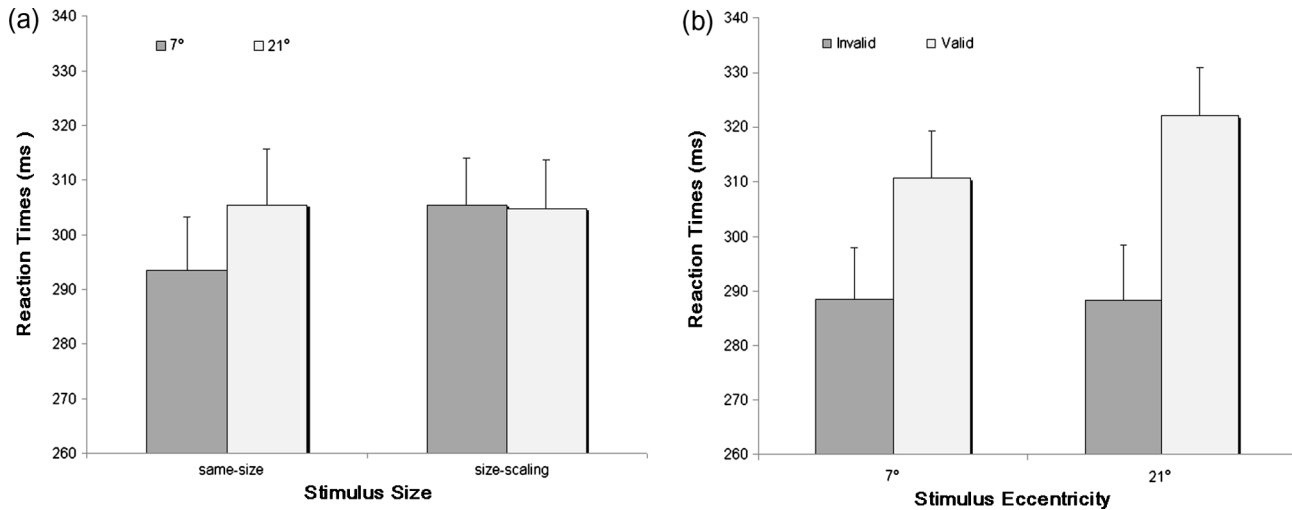 (a)
340
330
320
310
300
290
280
270
260
Reaction Times (ms )
7° 21°
same-size size-scaling
Stimulus Size
(b)
340
330
320
310
300
290
280
270
260
Reaction Times (ms)
Invalid Valid
7° 21°
Stimulus Eccentricity